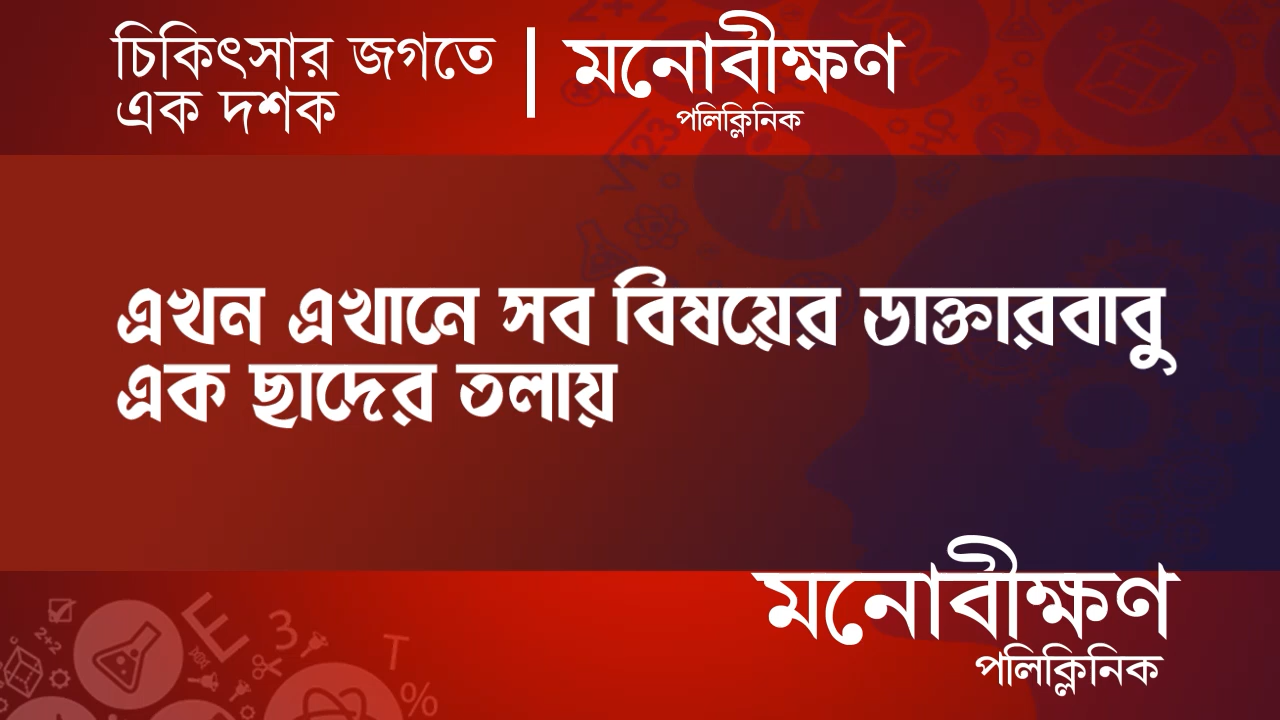 চিকিৎসার জগতে
এক দশক
মনোবীক্ষণ
পলিক্লিনিক
এখন এখানে সব বিষয়ের ডাক্তারবাবু
এক ছাদের তলায়
মনোবীক্ষণ
পলিক্লিনিক